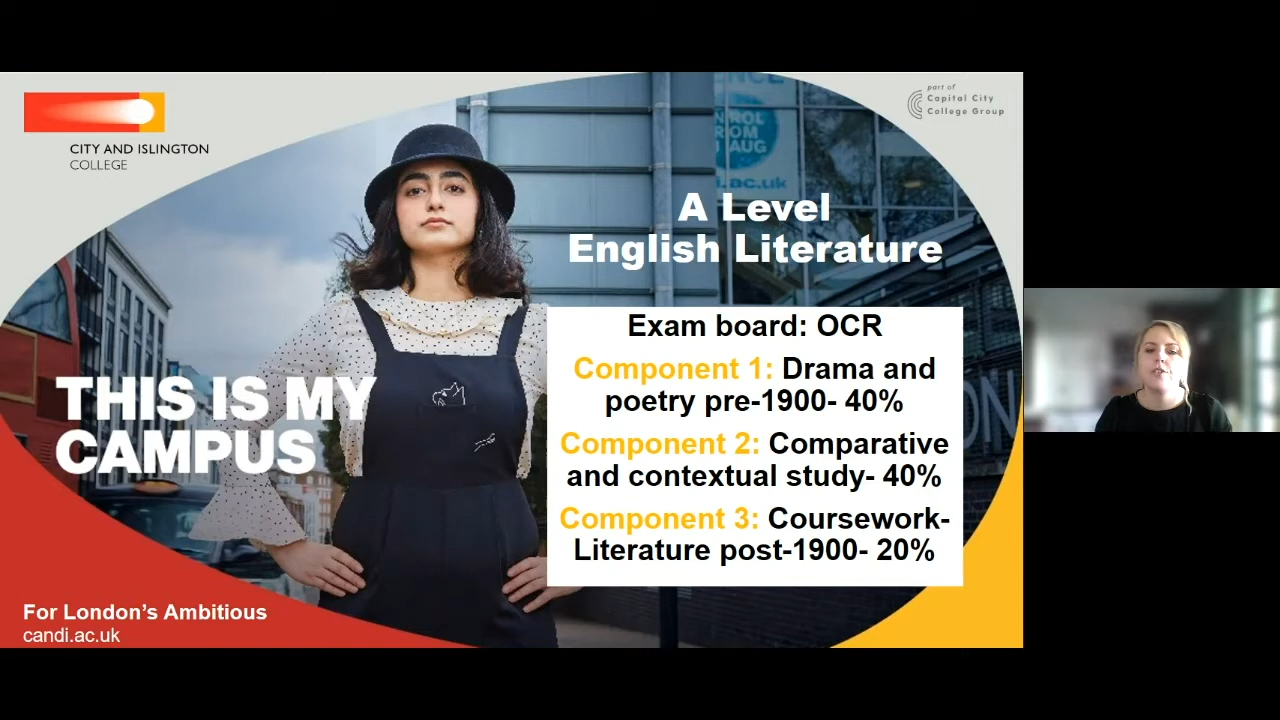 CITY AND ISLINGTON
COLLEGE
part of
Capital City
College Group
A Level
English Literature
Exam board: OCR
Component 1: Drama and
poetry pre-1900- 40%
Component 2: Comparative
and contextual study- 40%
Component 3: Coursework-
Literature post-1900- 20%
THIS IS MY
CAMPUS
For London's Ambitious
candi.ac.uk